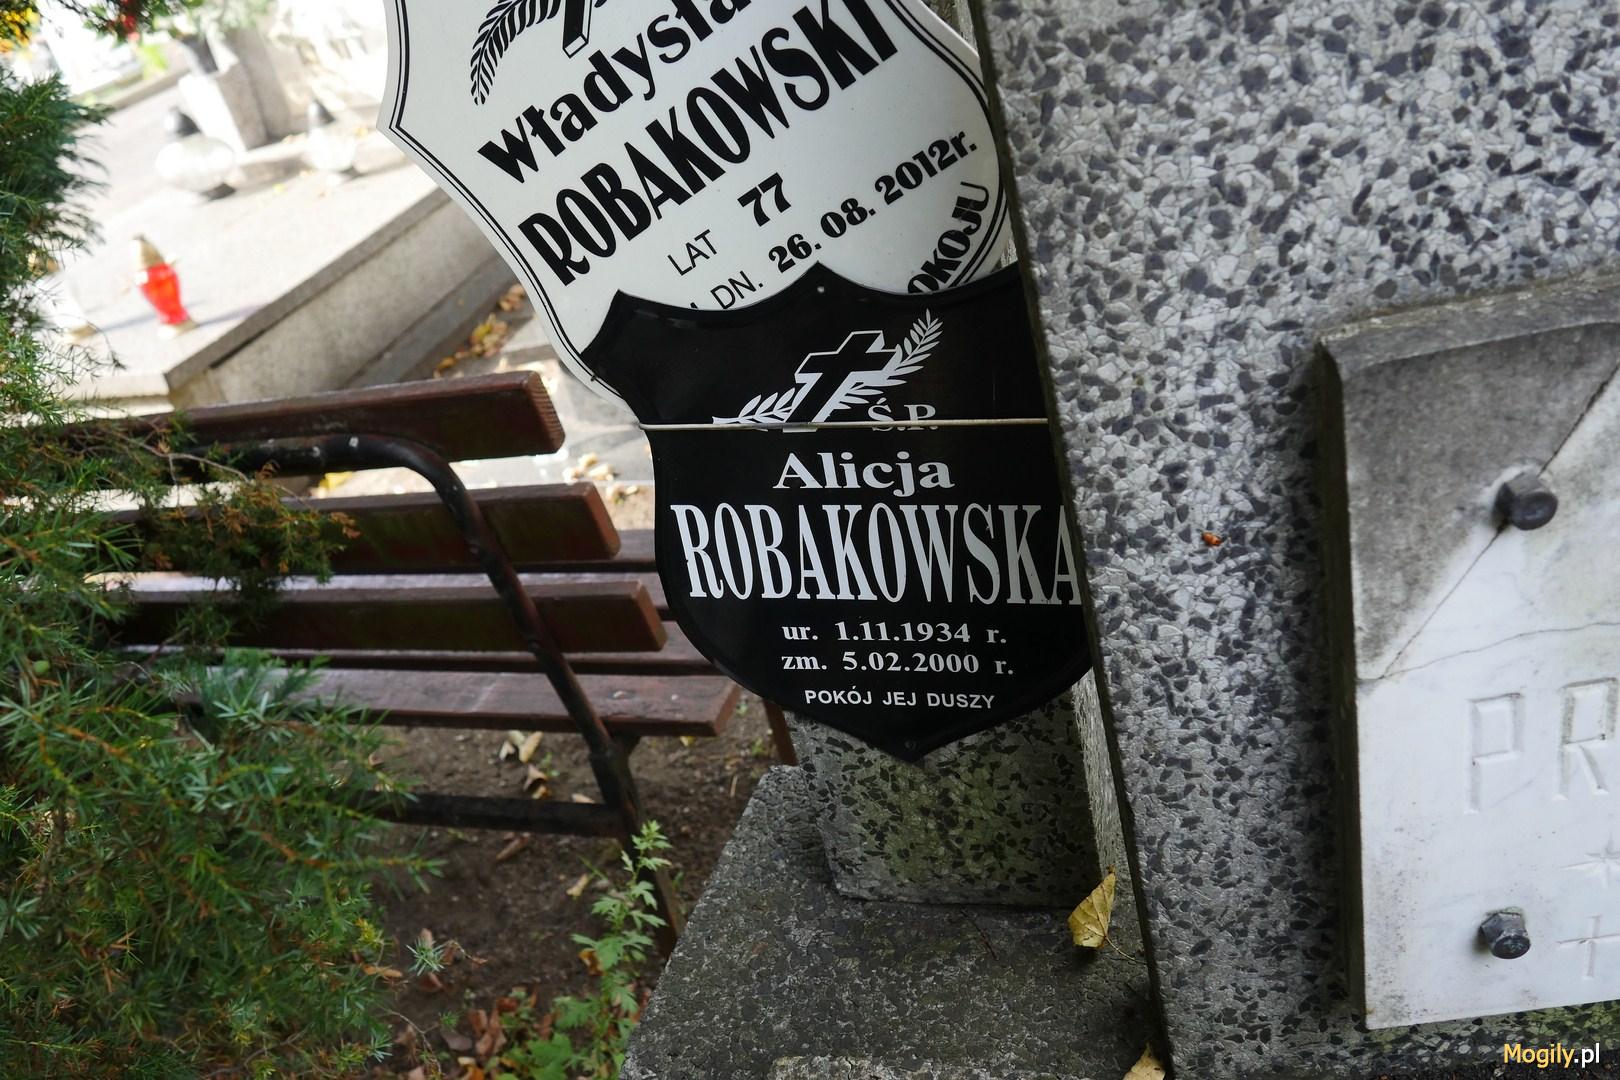 ROBAKOWSKI
LAT 77
DN. 26. 08. 2012r.
Ś.P.
Alicja
ROBAKOWSKA
ur. 1.11.1934 r.
zm. 5.02.2000 r.
POKÓJ JEJ DUSZY
Mogily.pl